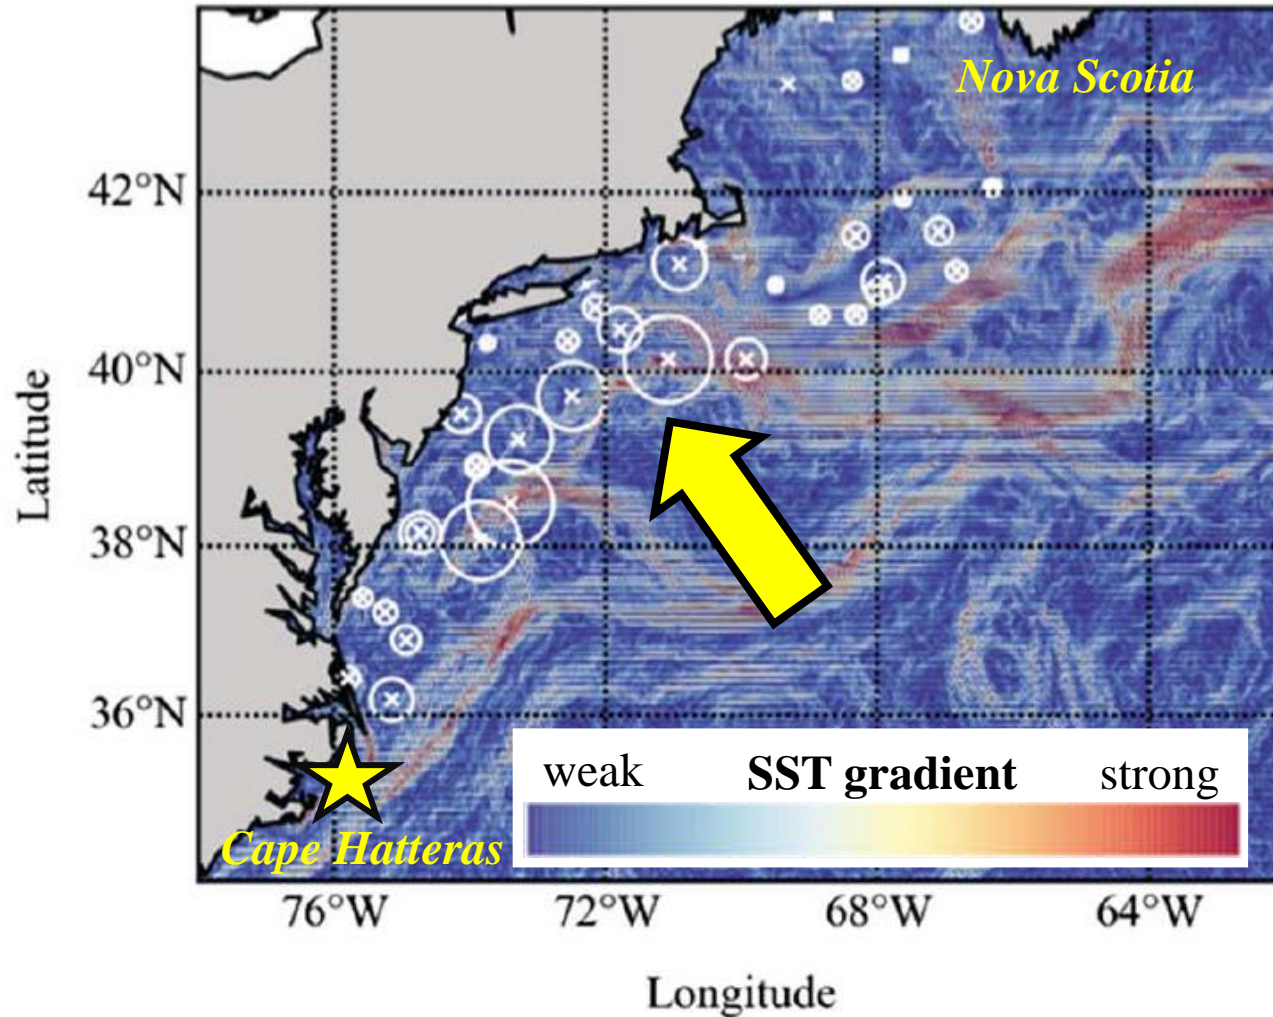 Nova Scotia
42°N
40°N
38°N
36°N
Latitude
weak SST gradient strong
Cape Hatteras
76°W 72°W 68°W 64°W
Longitude